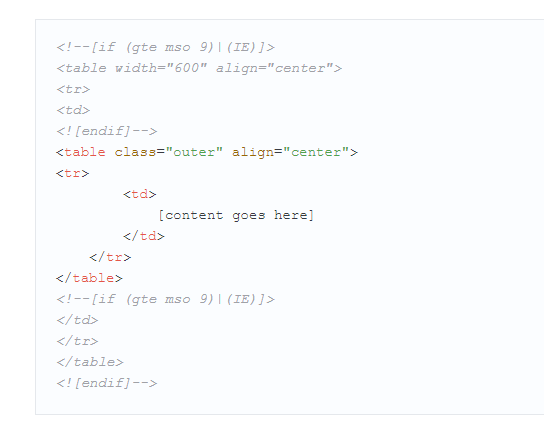 <!--[if (gte mso 9)|(IE)]>
<table width="600" align="center">
<tr>
<td>
<![endif]-->
<table class="outer" align="center">
<tr>
<td>
[content goes here]
</td>
</tr>
</table>
<!--[if (gte mso 9)|(IE)]>
</td>
</tr>
</table>
<![endif]-->